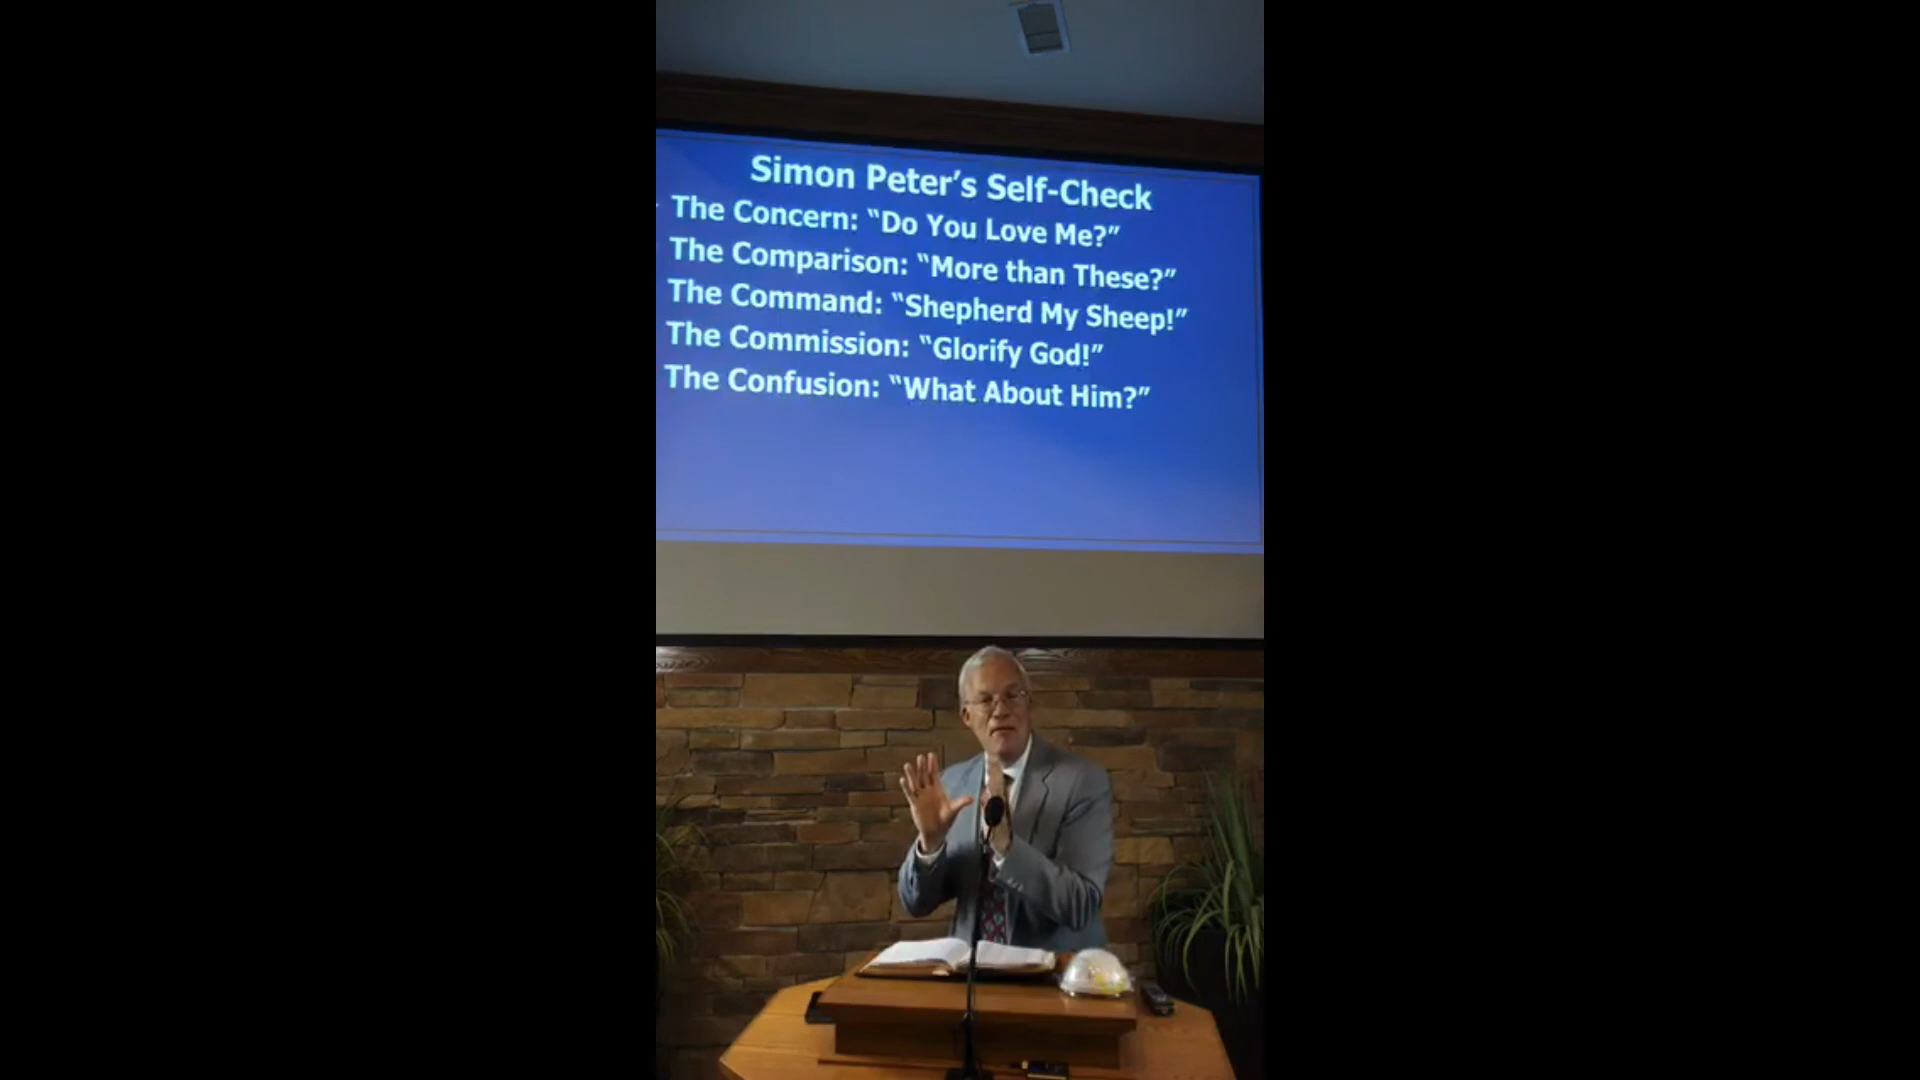 Simon Peter’s Self-Check
The Concern: “Do You Love Me?”
The Comparison: “More than These?”
The Command: “Shepherd My Sheep!”
The Commission: “Glorify God!”
The Confusion: “What About Him?”